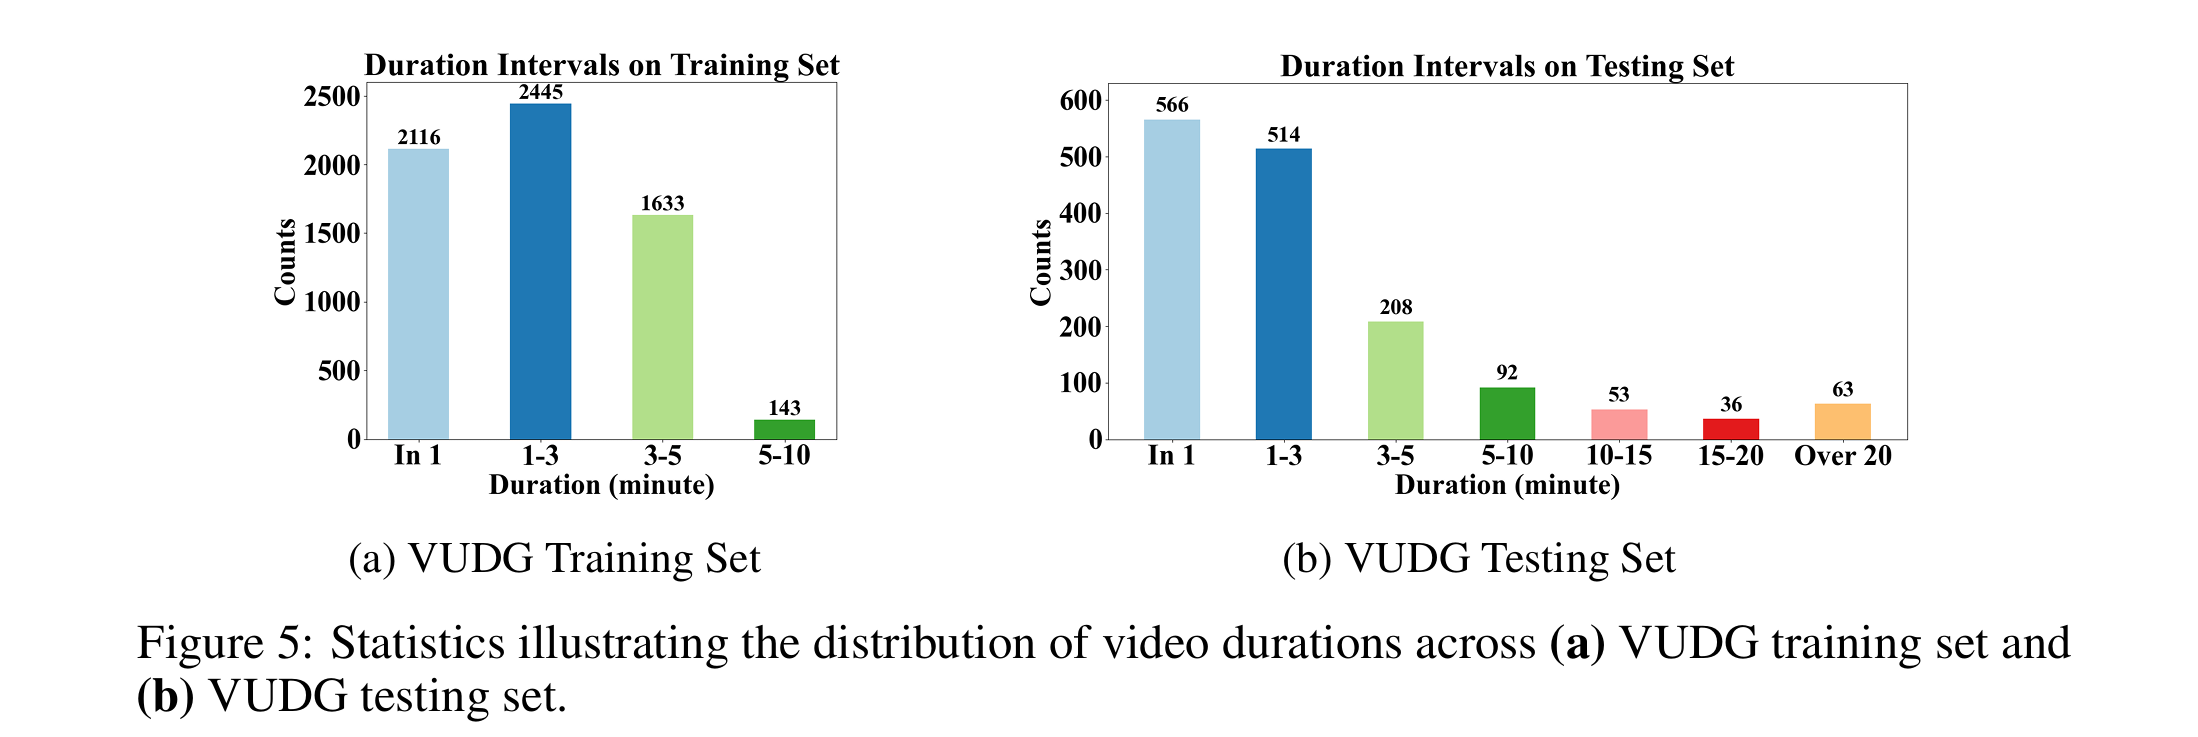 Duration Intervals on Training Set
2500
2000
1500
1000
500
0
Counts
2116
2445
1633
143
In 1 1-3 3-5 5-10
Duration (minute)
(a) VUDG Training Set
Duration Intervals on Testing Set
600
500
400
300
200
100
0
Counts
566
514
208
92
53
36
63
In 1 1-3 3-5 5-10 10-15 15-20 Over 20
Duration (minute)
(b) VUDG Testing Set
Figure 5: Statistics illustrating the distribution of video durations across (a) VUDG training set and
(b) VUDG testing set.